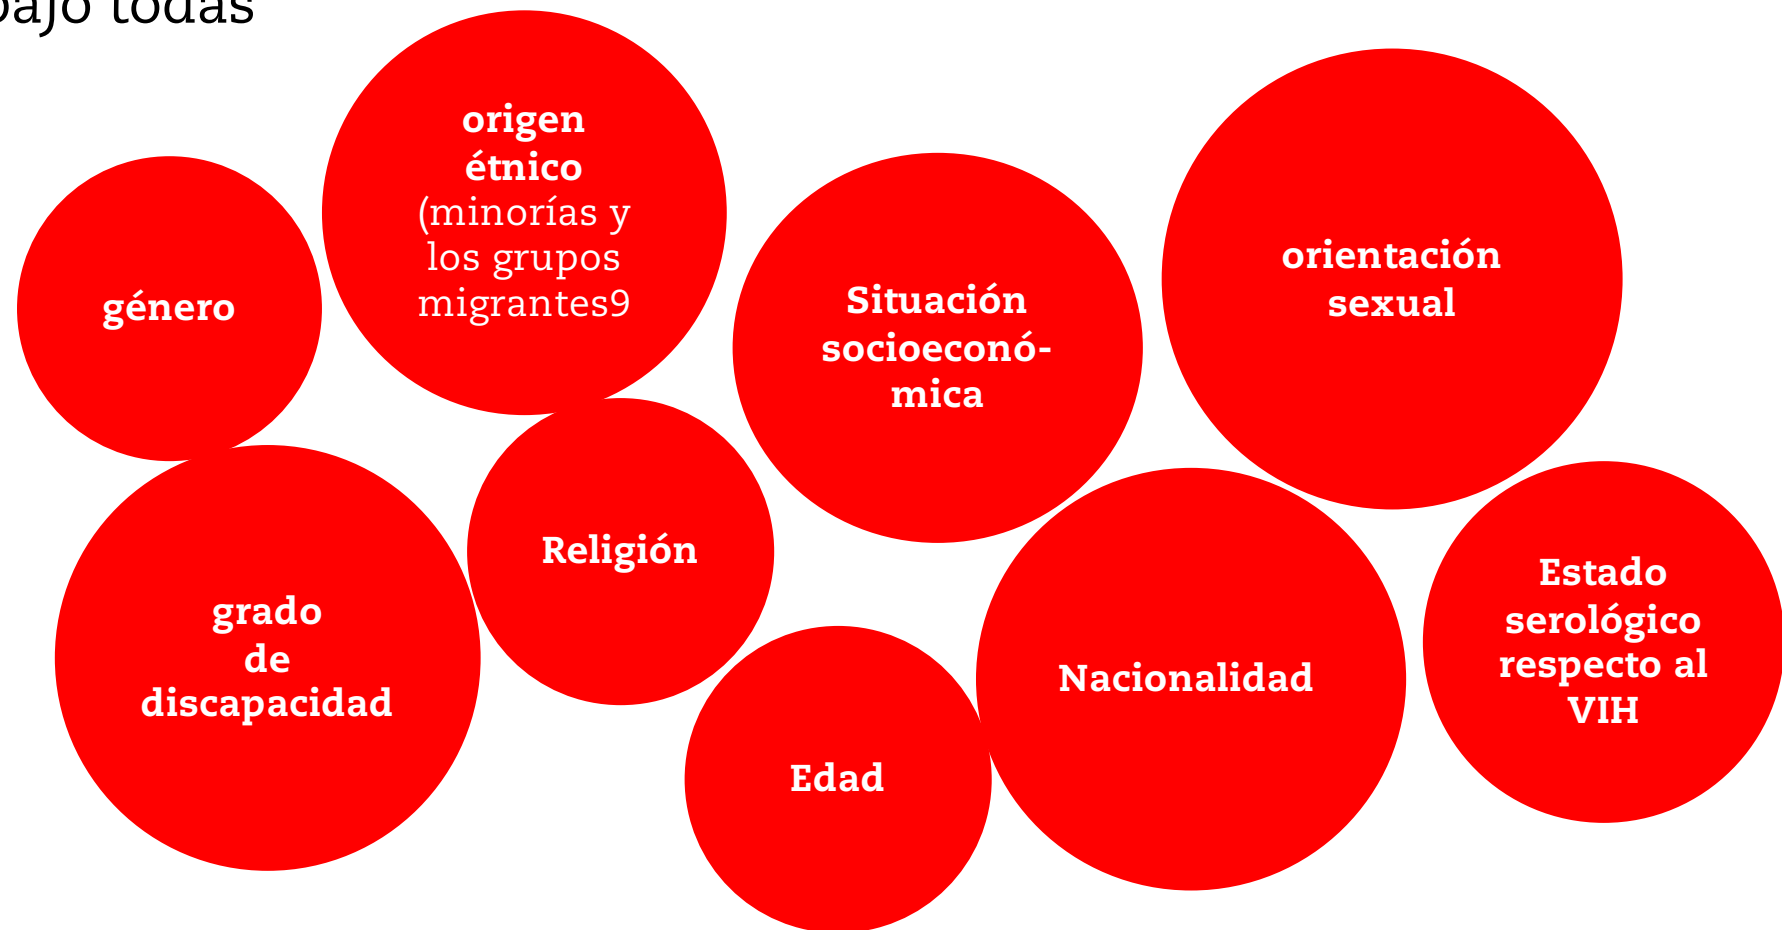 bajo todas
origen
étnico
(minorías y
los grupos
migrantes9
género
Situación
socioeconó-
mica
orientación
sexual
grado
de
discapacidad
Religión
Edad
Nacionalidad
Estado
serológico
respecto al
VIH